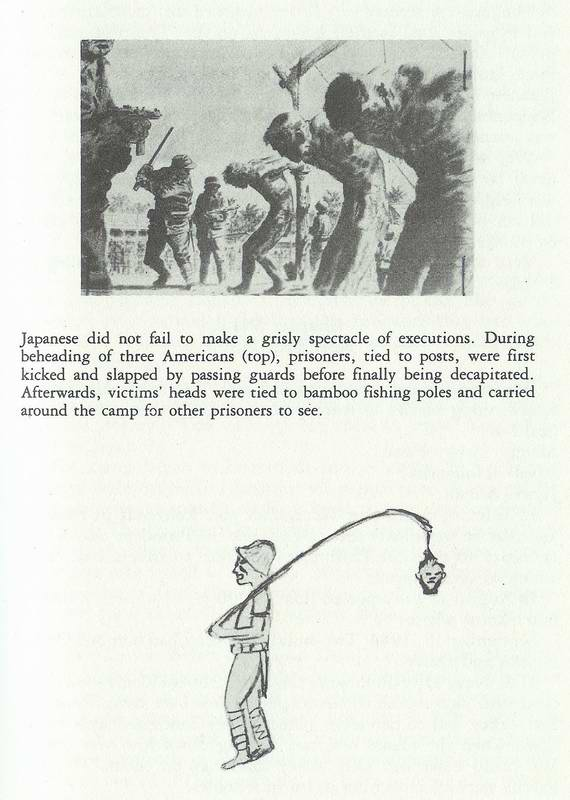 Japanese did not fail to make a grisly spectacle of executions. During
beheading of three Americans (top), prisoners, tied to posts, were first
kicked and slapped by passing guards before finally being decapitated.
Afterwards, victims' heads were tied to bamboo fishing poles and carried
around the camp for other prisoners to see.